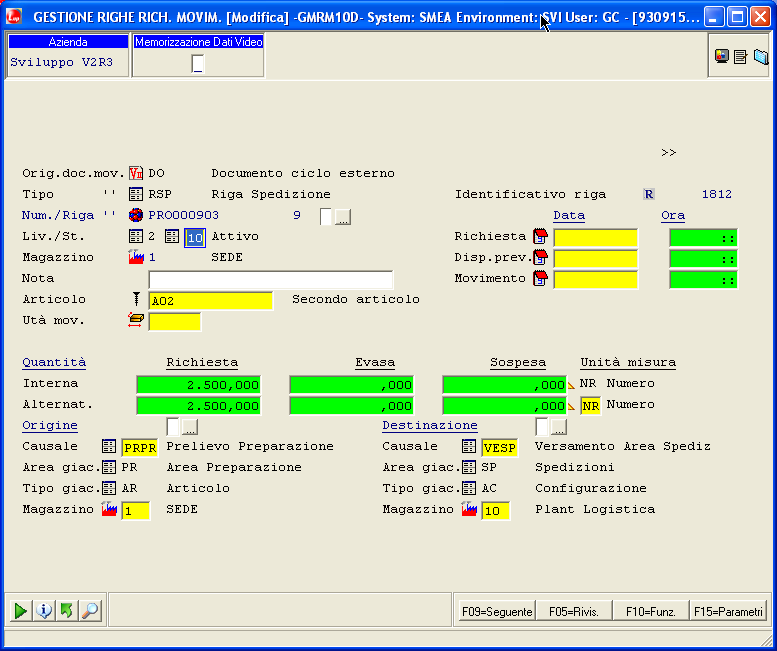 GESTIONE RIGHE RICH. MOVIM. [Modifica] -GMRM10D- System: SMEA Environment: SVI User: GC - [930915...
Azienda Memorizzazione Dati Video
Sviluppo V2R3
>>
Orig.doc.mov. DO Documento ciclo esterno
Tipo '' RSP Riga Spedizione Identificativo riga R 1812
Num./Riga '' PRO000903 9 ... Data Ora
Liv./St. 2 10 Attivo Richiesta ::
Magazzino 1 SEDE Disp.prev. ::
Nota Movimento ::
Articolo A02 Secondo articolo
Utà mov.
Quantità Richiesta Evasa Sospesa Unità misura
Interna 2.500,000 ,000 ,000 NR Numero
Alternat. 2.500,000 ,000 ,000 NR Numero
Origine ... Destinazione ...
Causale PRPR Prelievo Preparazione Causale VESP Versamento Area Spediz
Area giac. PR Area Preparazione Area giac. SP Spedizioni
Tipo giac. AR Articolo Tipo giac. AC Configurazione
Magazzino 1 SEDE Magazzino 10 Plant Logistica
F09=Seguente F05=Rivis. F10=Funz. F15=Parametri